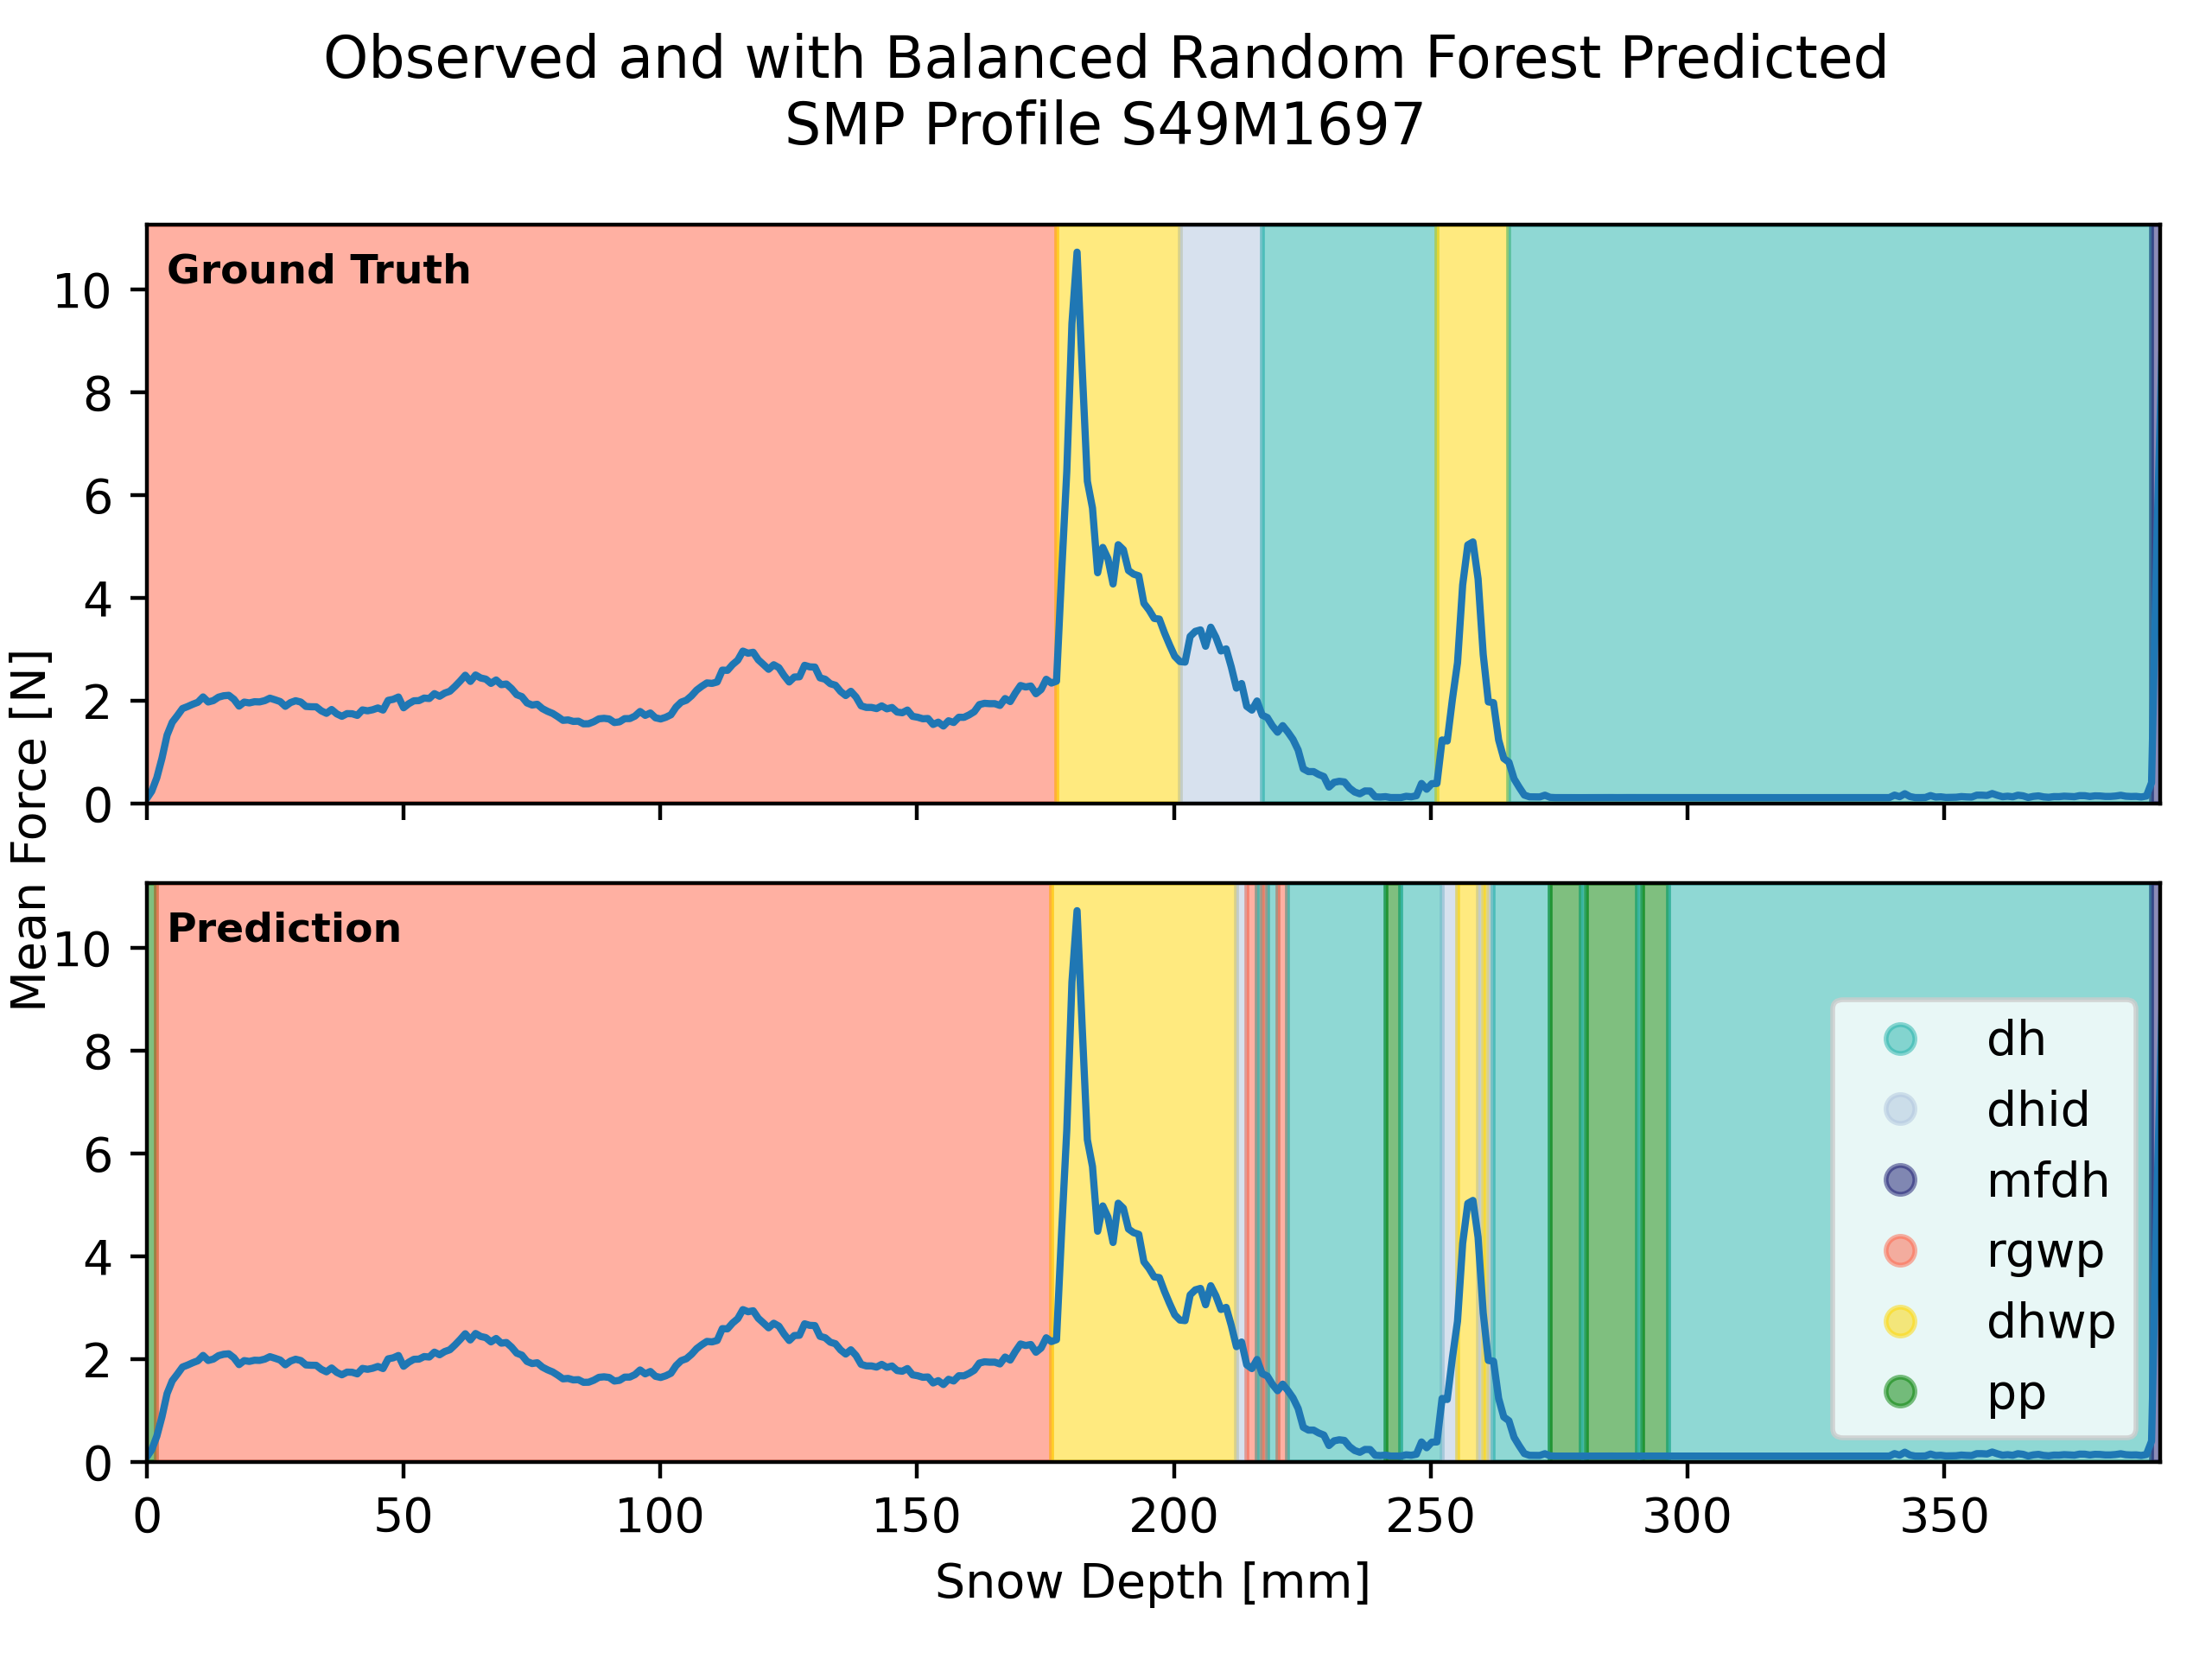 Observed and with Balanced Random Forest Predicted
SMP Profile S49M1697
Ground Truth
10
8
6
4
2
0
Mean Force [N]
Prediction
10
8
6
4
2
0
dh
dhid
mfdh
rgwp
dhwp
pp
0 50 100 150 200 250 300 350
Snow Depth [mm]